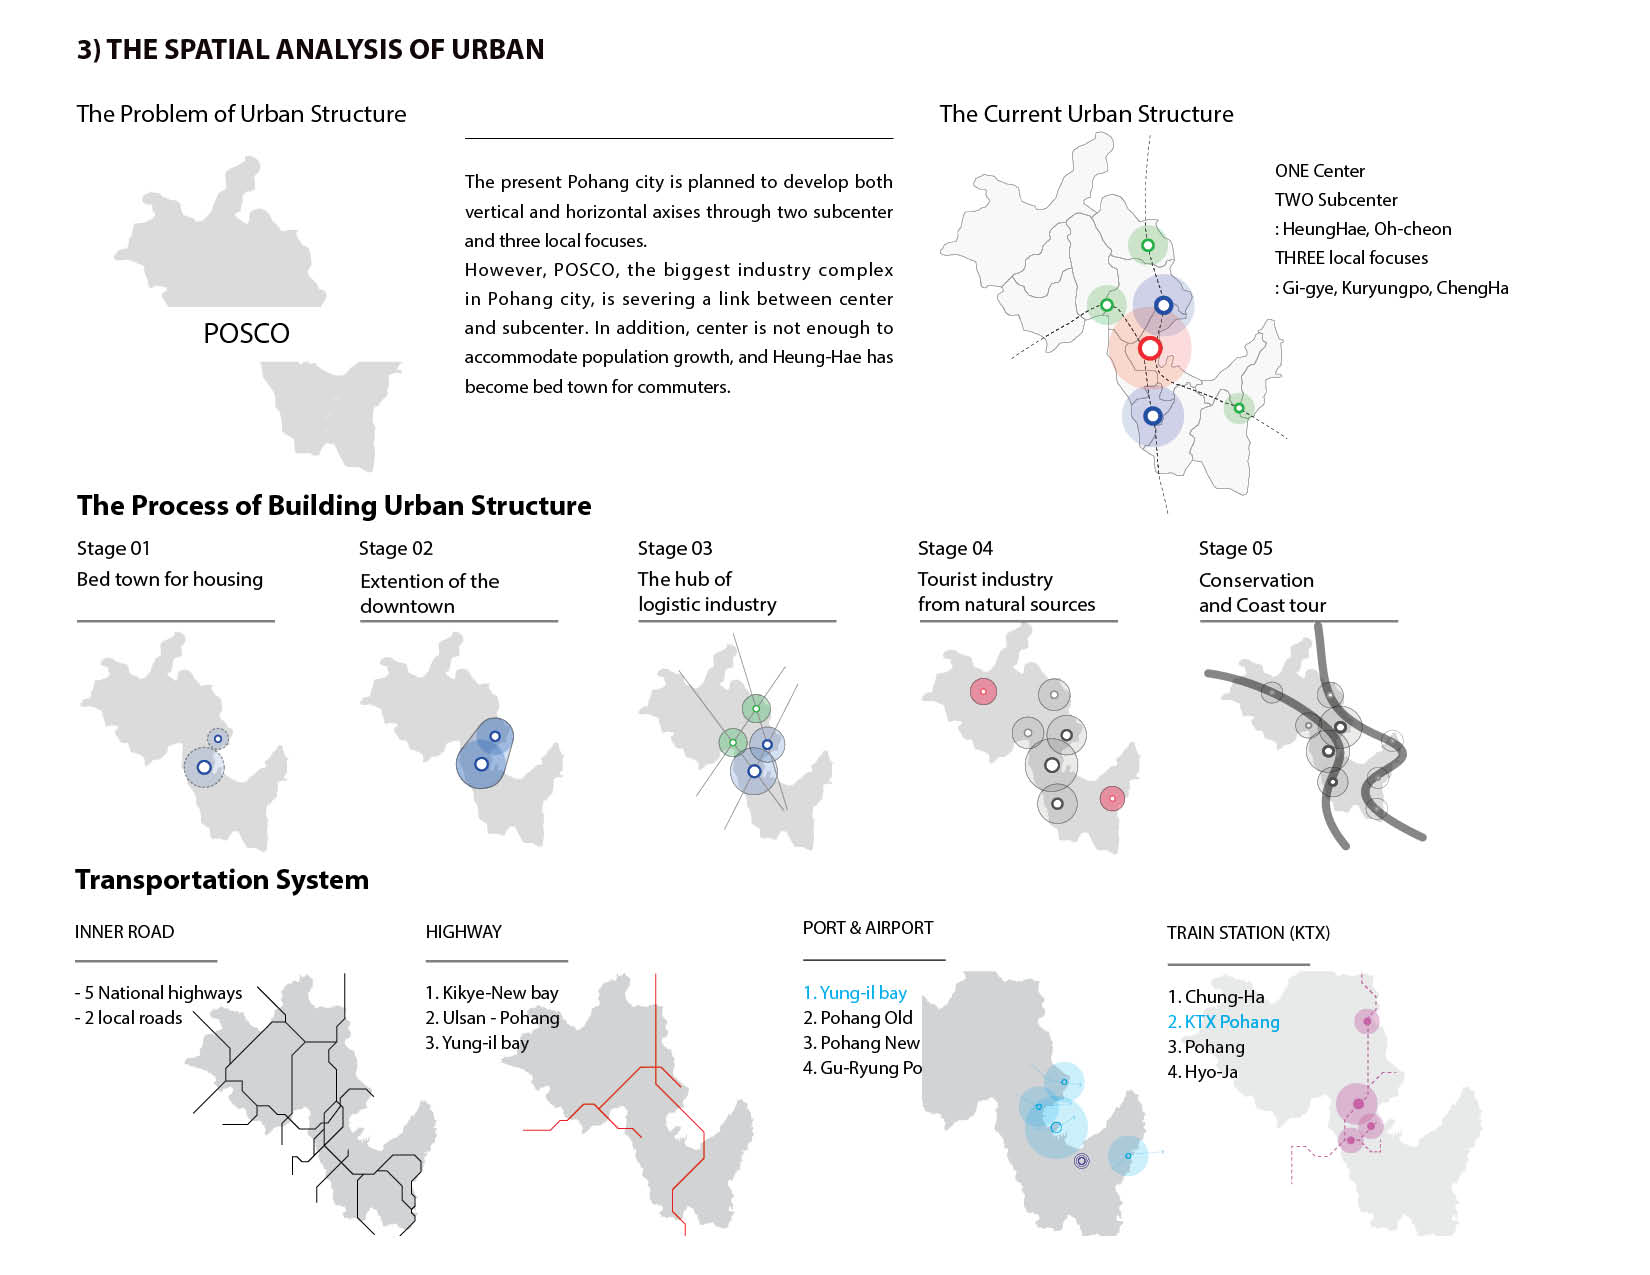 3) THE SPATIAL ANALYSIS OF URBAN
The Problem of Urban Structure
POSCO
The present Pohang city is planned to develop both
vertical and horizontal axises through two subcenter
and three local focuses.
However, POSCO, the biggest industry complex
in Pohang city, is severing a link between center
and subcenter. In addition, center is not enough to
accommodate population growth, and Heung-Hae has
become bed town for commuters.
The Current Urban Structure
ONE Center
TWO Subcenter
: HeungHae, Oh-cheon
THREE local focuses
: Gi-gye, Kuryungpo, ChengHa
The Process of Building Urban Structure
Stage 01
Bed town for housing
Stage 02
Extention of the
downtown
Stage 03
The hub of
logistic industry
Stage 04
Tourist industry
from natural sources
Stage 05
Conservation
and Coast tour
Transportation System
INNER ROAD
- 5 National highways
- 2 local roads
HIGHWAY
1. Kikye-New bay
2. Ulsan - Pohang
3. Yung-il bay
PORT & AIRPORT
1. Yung-il bay
2. Pohang Old
3. Pohang New
4. Gu-Ryung Po
TRAIN STATION (KTX)
1. Chung-Ha
2. KTX Pohang
3. Pohang
4. Hyo-Ja